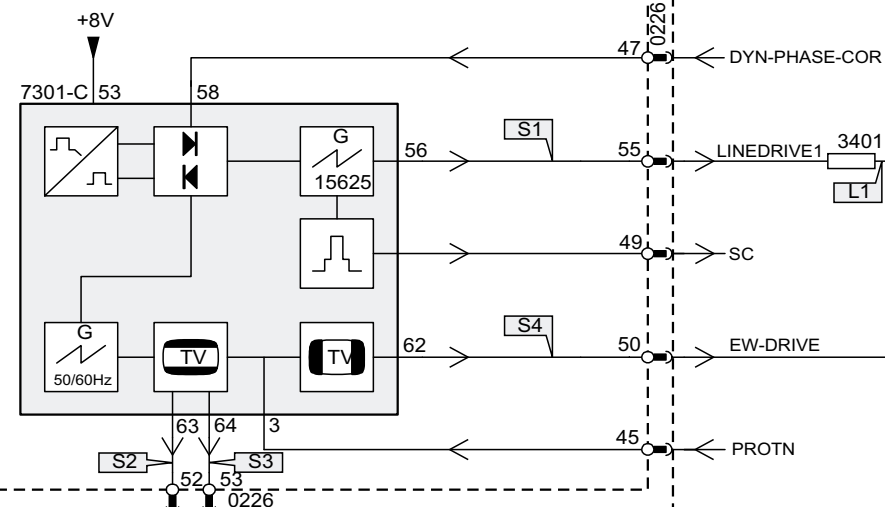 +8V
0226
47
DYN-PHASE-COR
7301-C
53
58
S1
G
15625
56
55
LINEDRIVE1
3401
L1
49
SC
S4
G
50/60Hz
TV
TV
62
50
EW-DRIVE
63
64
3
45
PROTN
S2
S3
52
53
0226